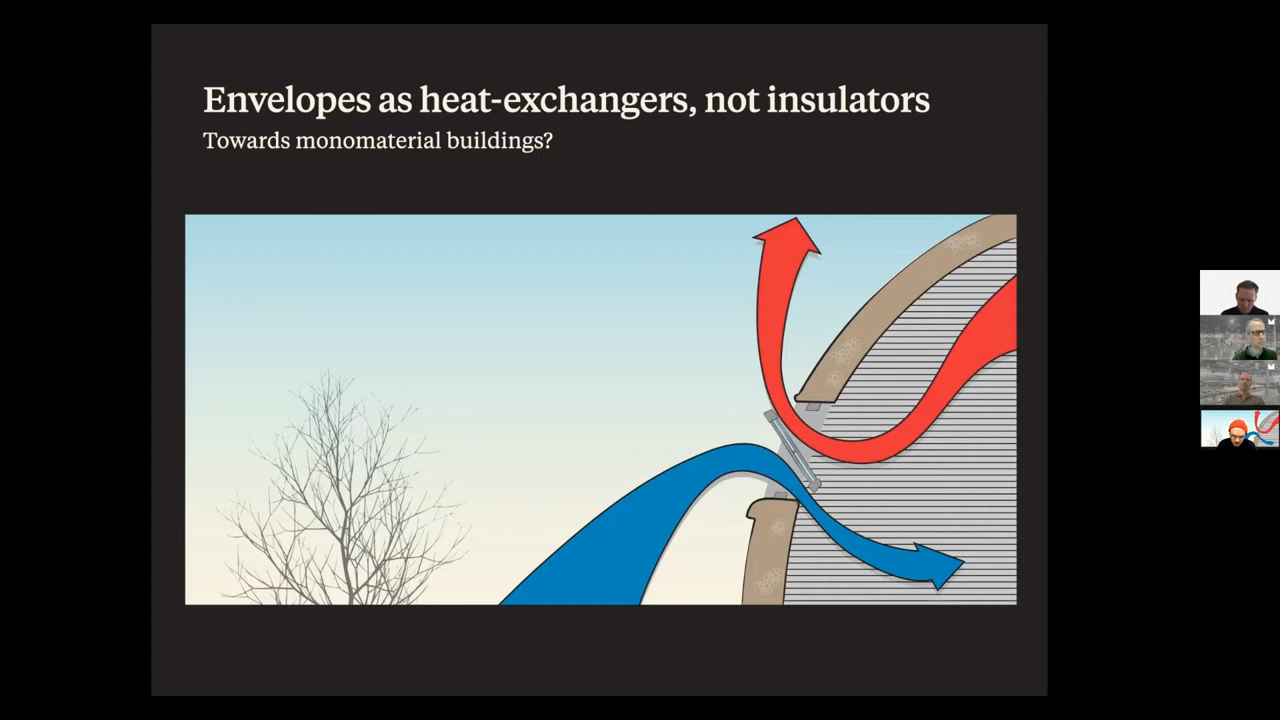 Envelopes as heat-exchangers, not insulators
Towards monomaterial buildings?